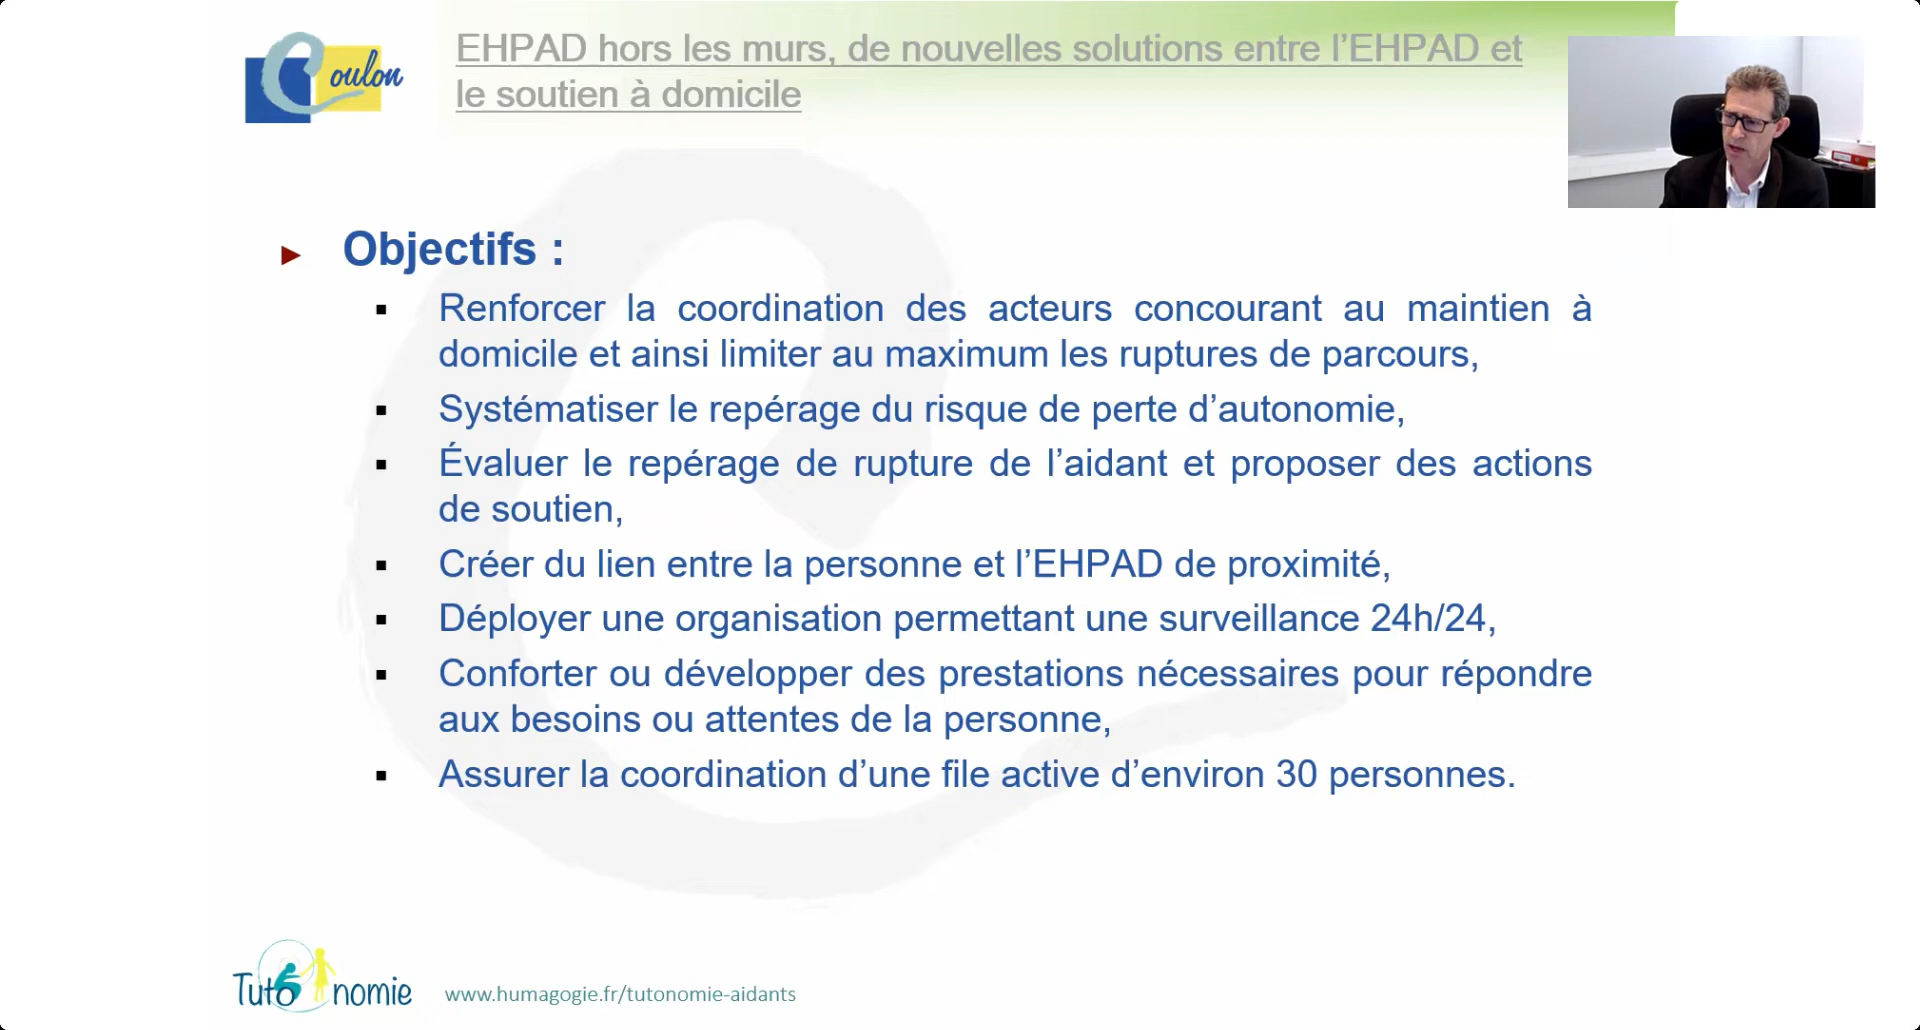 Coulon
EHPAD hors les murs, de nouvelles solutions entre l’EHPAD et
le soutien à domicile
► Objectifs :
▪ Renforcer la coordination des acteurs concourant au maintien à
domicile et ainsi limiter au maximum les ruptures de parcours,
▪ Systématiser le repérage du risque de perte d’autonomie,
▪ Évaluer le repérage de rupture de l’aidant et proposer des actions
de soutien,
▪ Créer du lien entre la personne et l’EHPAD de proximité,
▪ Déployer une organisation permettant une surveillance 24h/24,
▪ Conforter ou développer des prestations nécessaires pour répondre
aux besoins ou attentes de la personne,
▪ Assurer la coordination d’une file active d’environ 30 personnes.
Tutonomie
www.humagogie.fr/tutonomie-aidants